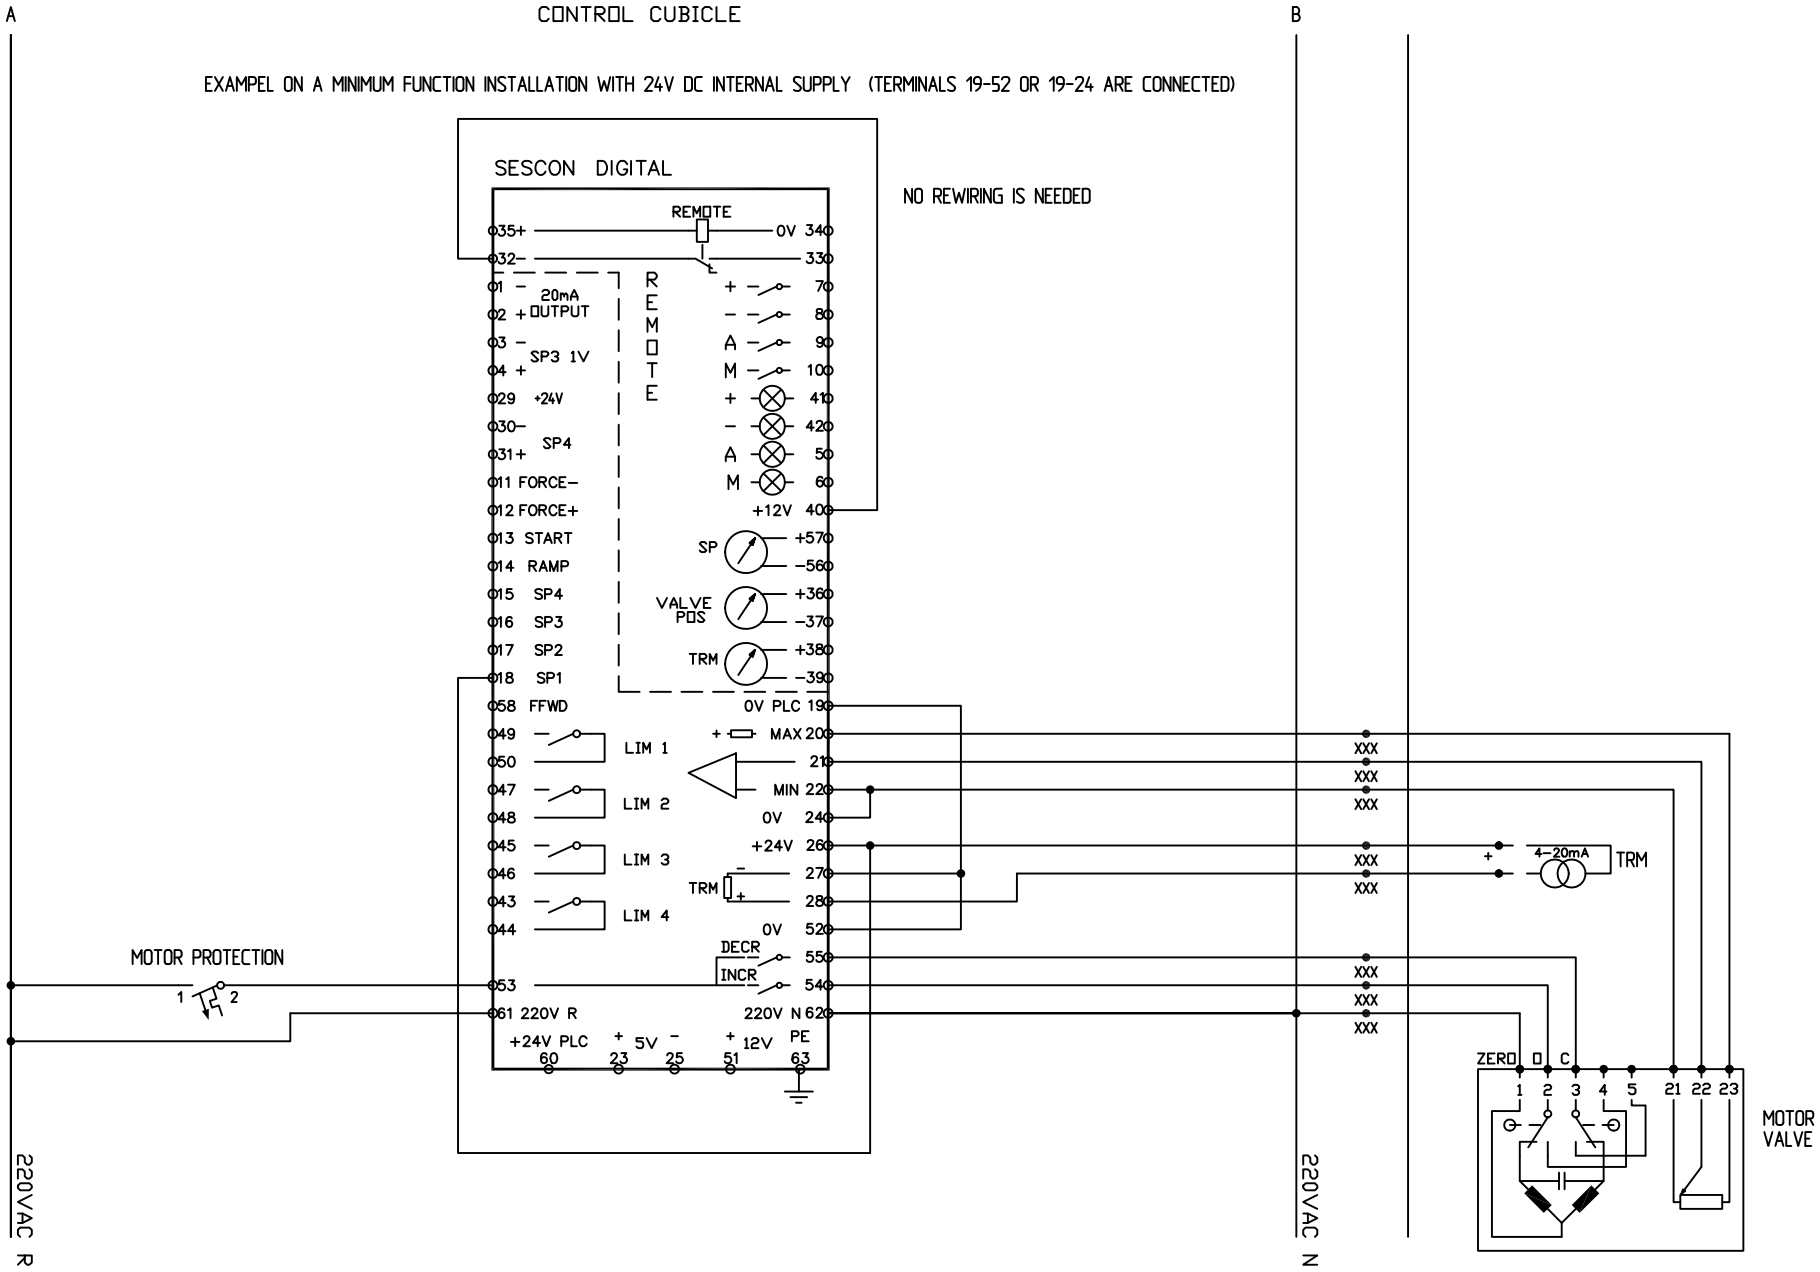 A
CONTROL CUBICLE
B
EXAMPEL ON A MINIMUM FUNCTION INSTALLATION WITH 24V DC INTERNAL SUPPLY (TERMINALS 19-52 OR 19-24 ARE CONNECTED)
SESCON DIGITAL
NO REWIRING IS NEEDED
REMOTE
35+ 0V 34
32- 33
REMOTE
1 - + 7
20mA
OUTPUT
2 + - 8
3 - A 9
SP3 1V
4 + M 10
29 +24V + 41
30- - 42
SP4
31+ A 5
11 FORCE- M 6
12 FORCE+ +12V 40
13 START SP +57
14 RAMP -56
15 SP4 +36
VALVE
POS
16 SP3 -37
17 SP2 +38
TRM
18 SP1 -39
58 FFWD 0V PLC 19
49 + MAX 20
LIM 1 XXX
50 21
XXX
47 MIN 22
LIM 2 XXX
48 0V 24
45 +24V 26
LIM 3 XXX + 4-20mA TRM
46 - 27
TRM + XXX
43 28
LIM 4
44 0V 52
MOTOR PROTECTION
DECR 55
XXX
1 2
53 INCR 54
XXX
61 220V R 220V N 62
XXX
+24V PLC + 5V - + 12V PE
60 23 25 51 63
ZERO O C
1 2 3 4 5 21 22 23
MOTOR
VALVE
220VAC R
220VAC N